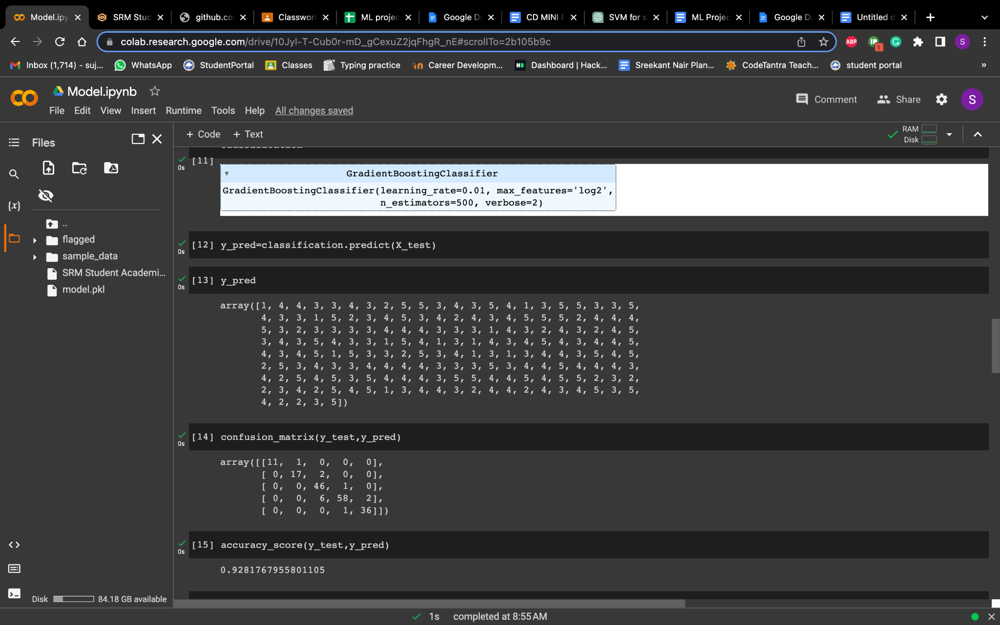 Model.ipy
SRM Stud
github.co
Classwor
ML projec
Google D
CD MINI P
SVM for s
ML Projec
Google D
Untitled d
colab.research.google.com/drive/10Jyl-T-Cub0r-mD_gCexuZ2jqFhgR_nE#scrollTo=2b105b9c
ABP
1
S
Inbox (1,714) - suj...
WhatsApp
StudentPortal
Classes
Typing practice
Career Developm...
Dashboard | Hack...
Sreekant Nair Plan...
CodeTantra Teach...
student portal
»
Model.ipynb
Comment
Share
S
File Edit View Insert Runtime Tools Help All changes saved
Files
+ Code + Text
RAM
Disk
{x}
..
flagged
sample_data
SRM Student Academi...
model.pkl
Disk 84.18 GB available
[11]
0s
GradientBoostingClassifier
GradientBoostingClassifier(learning_rate=0.01, max_features='log2',
n_estimators=500, verbose=2)
[12] y_pred=classification.predict(X_test)
0s
[13] y_pred
0s
array([1, 4, 4, 3, 3, 4, 3, 2, 5, 5, 3, 4, 3, 5, 4, 1, 3, 5, 5, 3, 3, 5,
4, 3, 3, 1, 5, 2, 3, 4, 5, 3, 4, 2, 4, 3, 4, 5, 5, 5, 2, 4, 4, 4,
5, 3, 2, 3, 3, 3, 3, 4, 4, 4, 3, 3, 3, 1, 4, 3, 2, 4, 3, 2, 4, 5,
3, 4, 3, 5, 4, 3, 3, 1, 5, 4, 1, 3, 1, 4, 3, 4, 5, 4, 3, 4, 4, 5,
4, 3, 4, 5, 1, 5, 3, 3, 2, 5, 3, 4, 1, 3, 1, 3, 4, 4, 3, 5, 4, 5,
2, 5, 3, 4, 3, 3, 4, 4, 4, 4, 3, 3, 3, 5, 3, 4, 4, 5, 4, 4, 4, 3,
4, 2, 5, 4, 5, 3, 5, 4, 4, 4, 3, 5, 5, 4, 4, 5, 4, 5, 5, 2, 3, 2,
2, 3, 4, 2, 5, 4, 5, 1, 3, 4, 4, 3, 2, 4, 4, 2, 4, 3, 4, 5, 3, 5,
4, 2, 2, 3, 5])
[14] confusion_matrix(y_test,y_pred)
0s
array([[11, 1, 0, 0, 0],
[ 0, 17, 2, 0, 0],
[ 0, 0, 46, 1, 0],
[ 0, 0, 6, 58, 2],
[ 0, 0, 0, 1, 36]])
[15] accuracy_score(y_test,y_pred)
0s
0.9281767955801105
1s completed at 8:55 AM